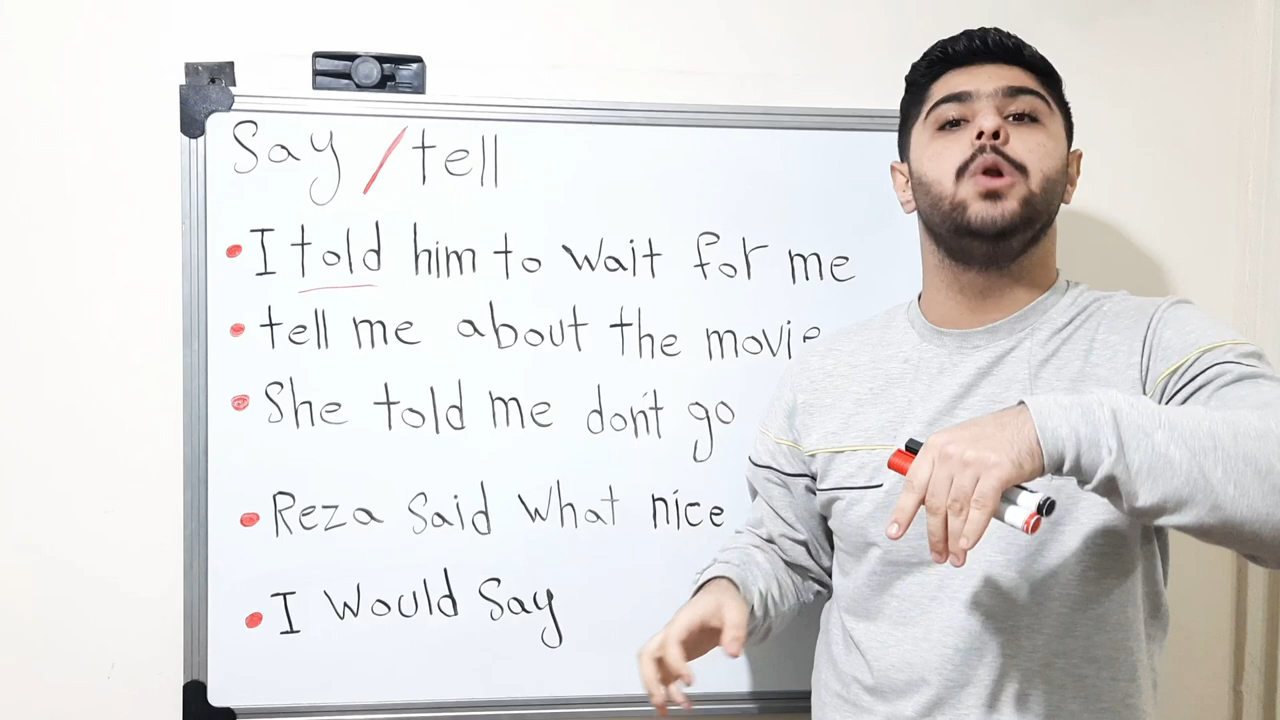 Say / tell
I told him to wait for me
tell me about the movie
She told me don't go
Reza said what nice
I would say